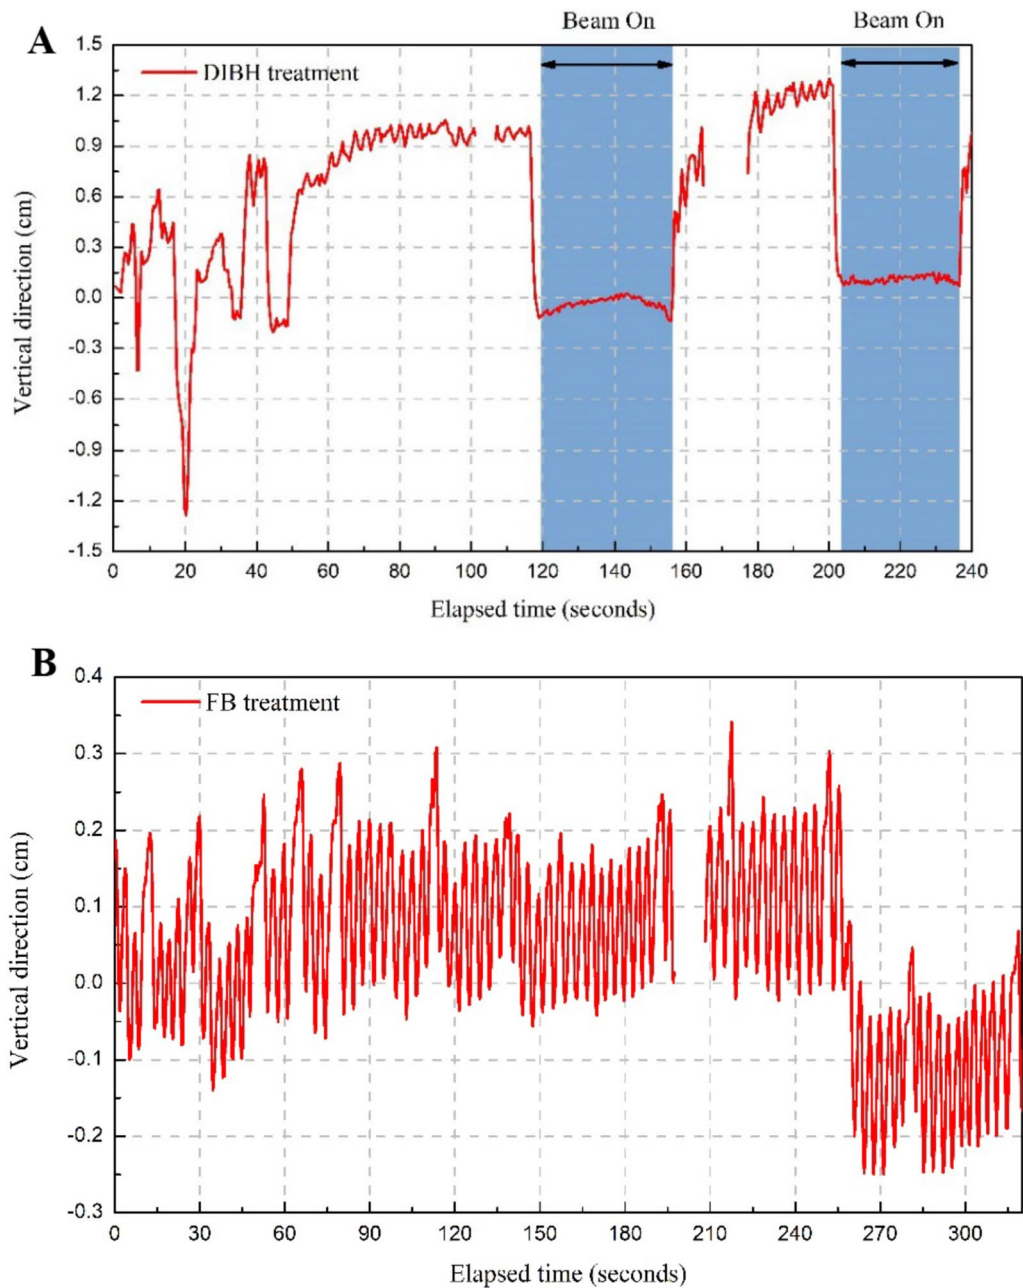 A
Beam On
Beam On
DIBH treatment
1.5
1.2
0.9
0.6
0.3
0.0
-0.3
-0.6
-0.9
-1.2
-1.5
Vertical direction (cm)
0 20 40 60 80 100 120 140 160 180 200 220 240
Elapsed time (seconds)
B
FB treatment
0.4
0.3
0.2
0.1
0.0
-0.1
-0.2
-0.3
Vertical direction (cm)
0 30 60 90 120 150 180 210 240 270 300
Elapsed time (seconds)